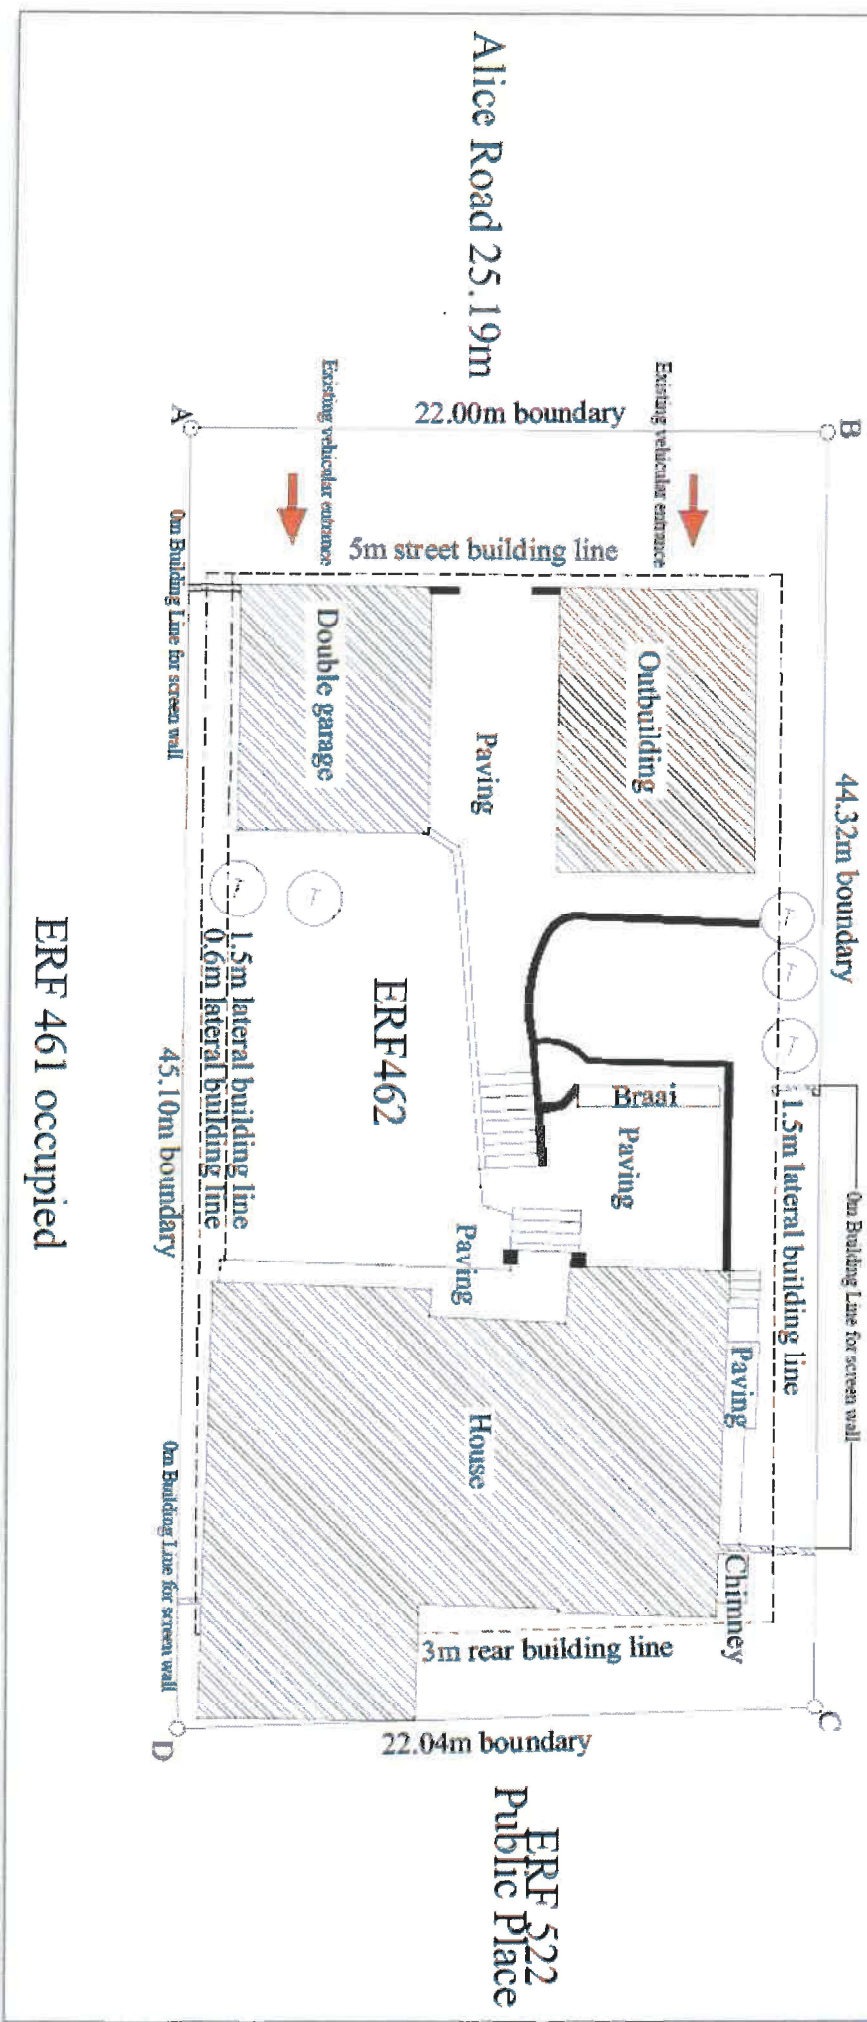 Alice Road 25.19m
Existing vehicular entrance
Existing vehicular entrance
B
A
22.00m boundary
5m street building line
0m Building Line for screen wall
Double garage
Outbuilding
Paving
44.32m boundary
ERF462
1.5m lateral building line
0.6m lateral building line
45.10m boundary
ERF 461 occupied
Braai
Paving
1.5m lateral building line
0m Building Line for screen wall
Paving
Paving
House
Chimney
0m Building Line for screen wall
3m rear building line
C
D
22.04m boundary
ERF 522
Public Place